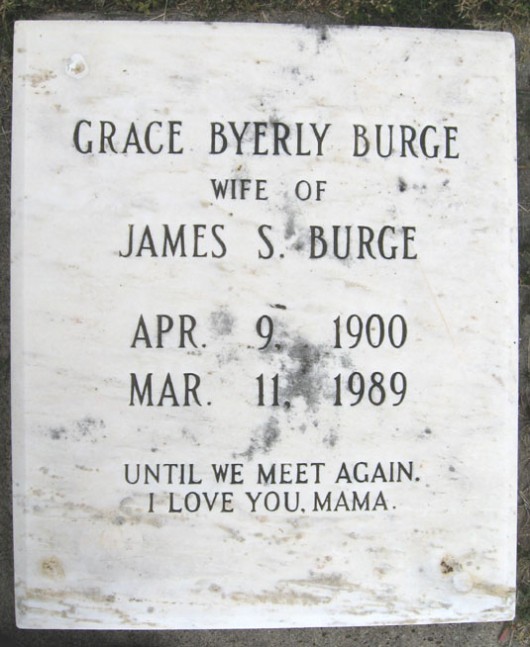 GRACE BYERLY BURGE
WIFE OF
JAMES S. BURGE
APR. 9, 1900
MAR. 11, 1989
UNTIL WE MEET AGAIN.
I LOVE YOU, MAMA.